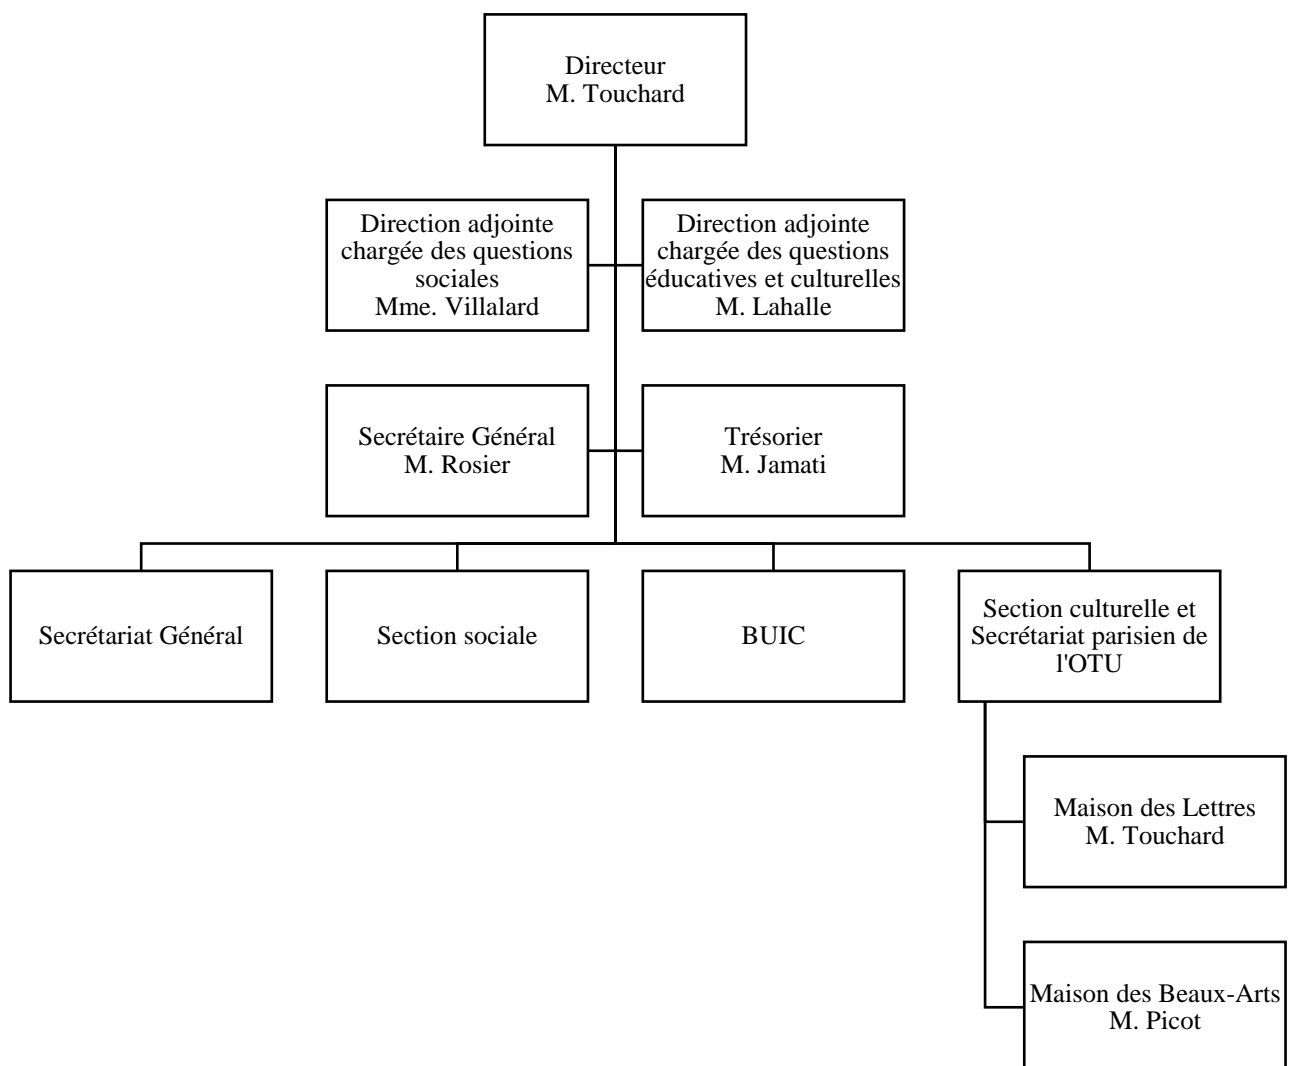 Directeur
M. Touchard
Direction adjointe
chargée des questions
sociales
Mme. Villalard
Direction adjointe
chargée des questions
éducatives et culturelles
M. Lahalle
Secrétaire Général
M. Rosier
Trésorier
M. Jamati
Secrétariat Général
Section sociale
BUIC
Section culturelle et
Secrétariat parisien de
l'OTU
Maison des Lettres
M. Touchard
Maison des Beaux-Arts
M. Picot